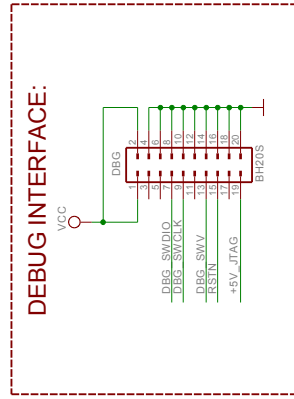 DEBUG INTERFACE:
VCC
DBG
2
4
6
8
10
12
14
16
18
20
1
3
5
7
9
11
13
15
17
19
BH20S
DBG_SWDIO
DBG_SWCLK
DBG_SWV
RSTN
+5V_JTAG